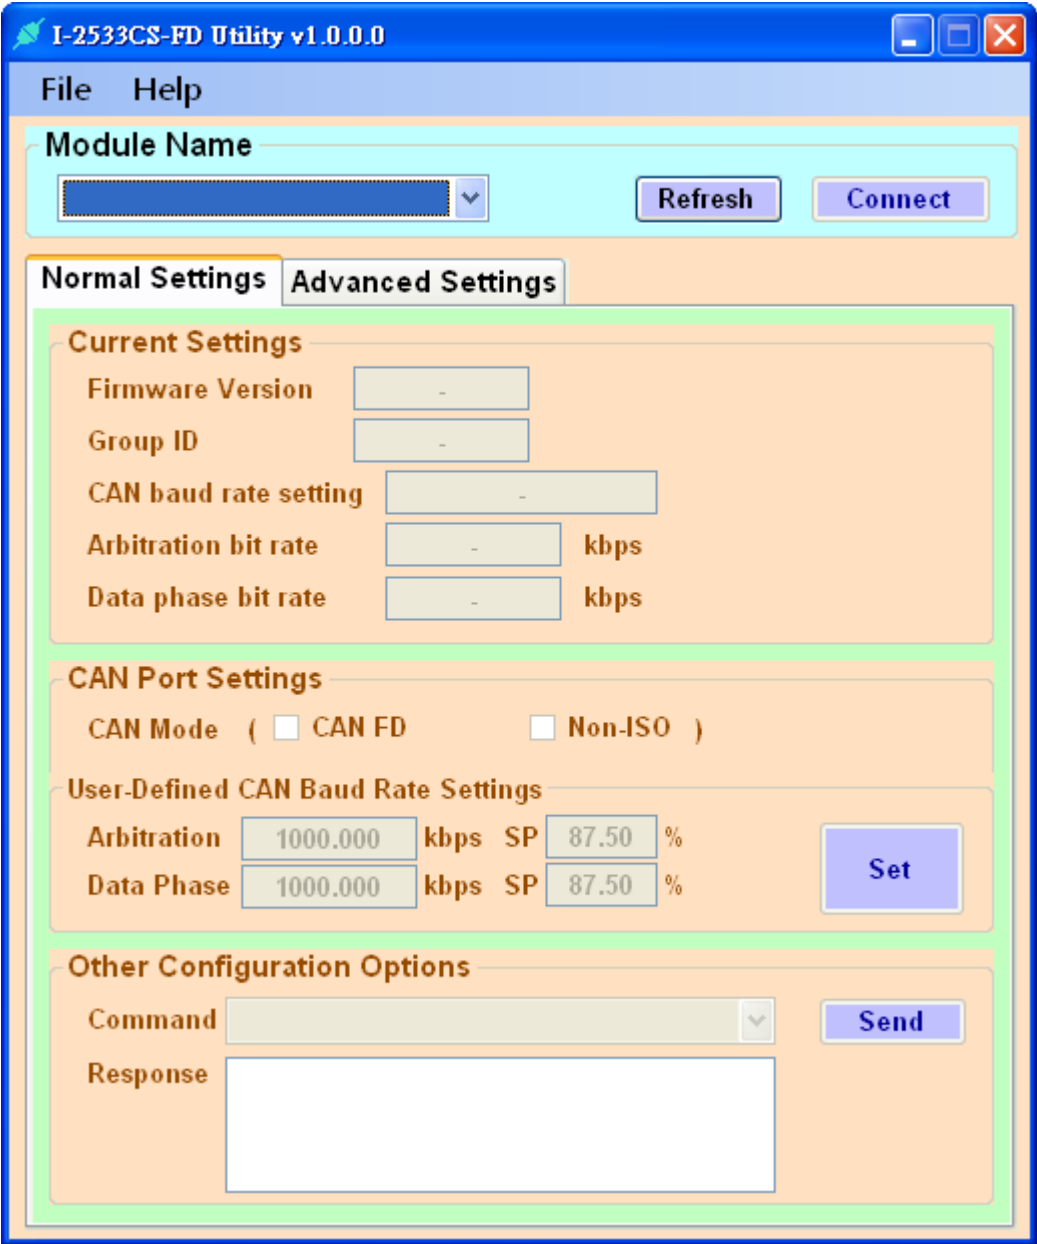 I-2533CS-FD Utility v1.0.0.0
File Help
Module Name
Refresh Connect
Normal Settings Advanced Settings
Current Settings
Firmware Version -
Group ID -
CAN baud rate setting -
Arbitration bit rate - kbps
Data phase bit rate - kbps
CAN Port Settings
CAN Mode ( CAN FD Non-ISO )
User-Defined CAN Baud Rate Settings
Arbitration 1000.000 kbps SP 87.50 %
Data Phase 1000.000 kbps SP 87.50 %
Set
Other Configuration Options
Command Send
Response